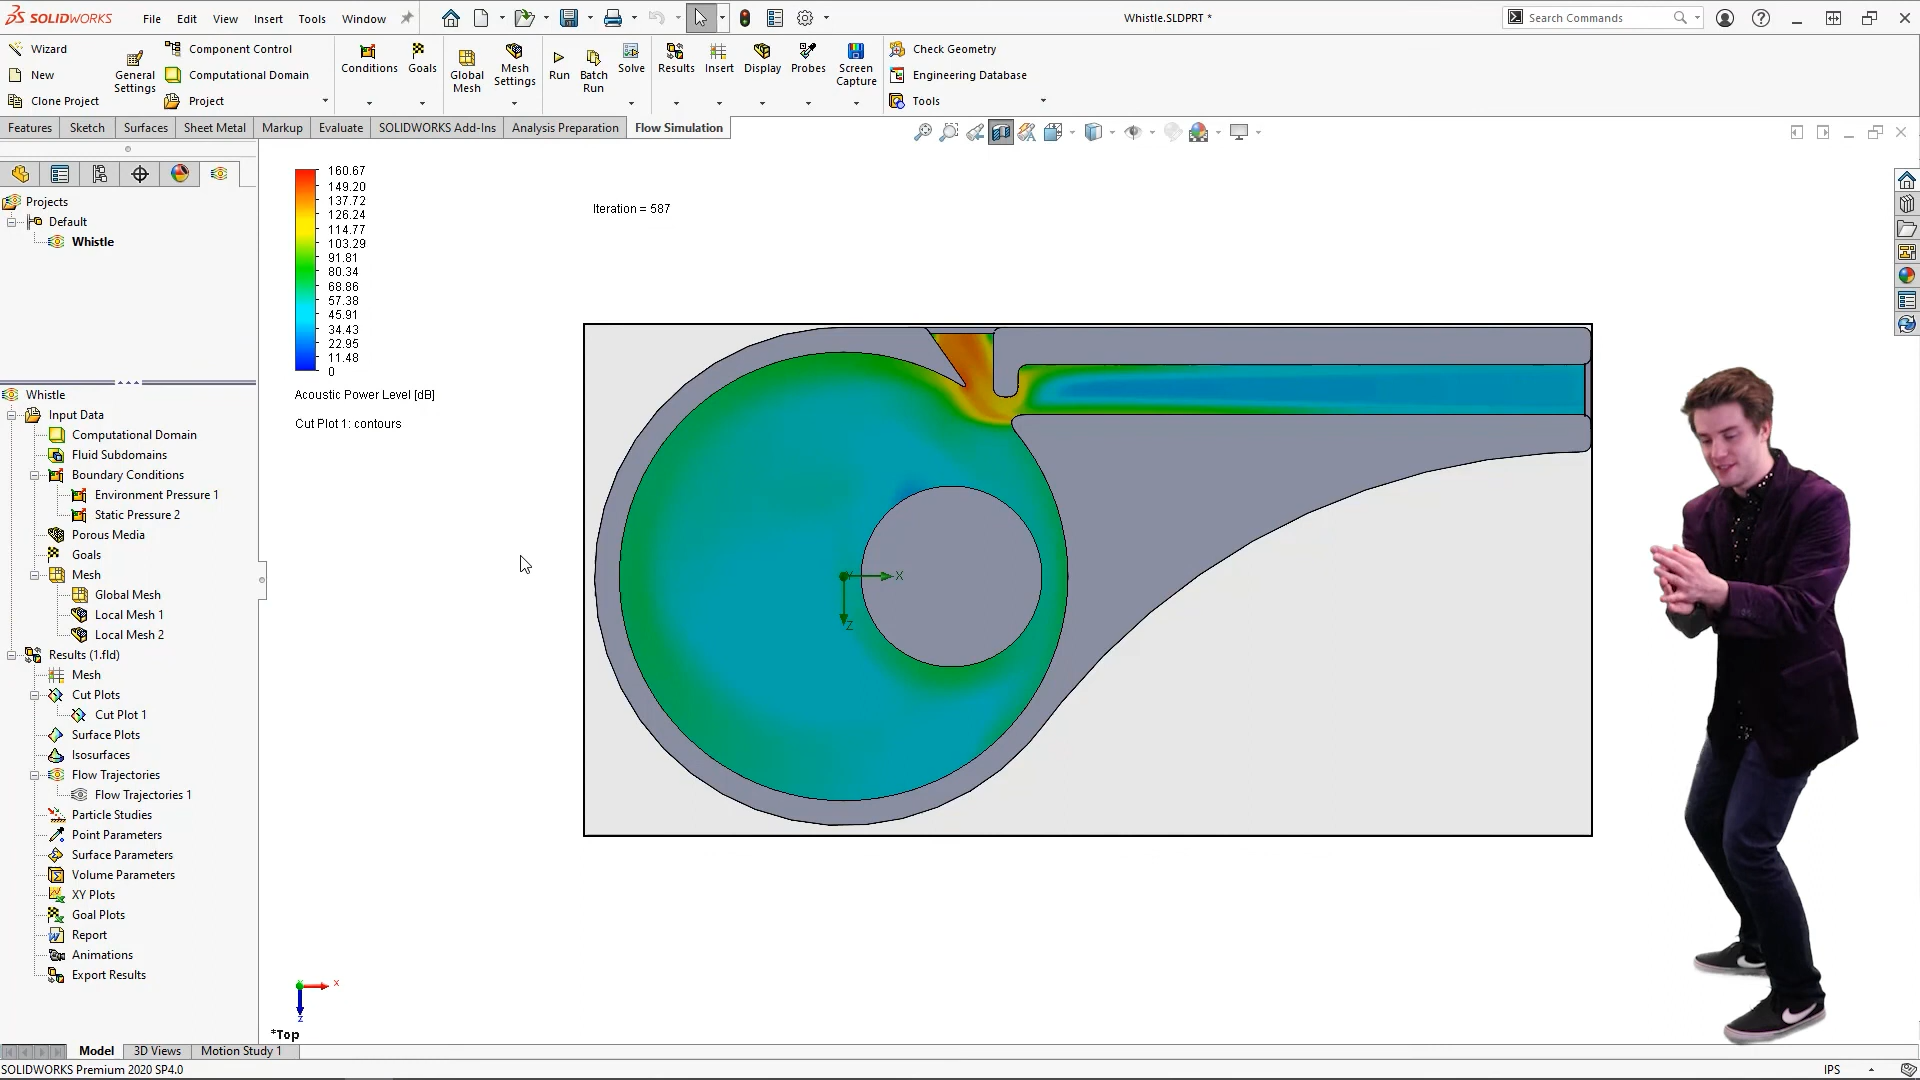 SOLIDWORKS
File Edit View Insert Tools Window
Whistle.SLDPRT *
Search Commands
Wizard
New
Clone Project
General Settings
Component Control
Computational Domain
Project
Conditions
Goals
Global Mesh
Mesh Settings
Run
Batch Run
Solve
Results
Insert
Display
Probes
Screen Capture
Check Geometry
Engineering Database
Tools
Features Sketch Surfaces Sheet Metal Markup Evaluate SOLIDWORKS Add-Ins Analysis Preparation Flow Simulation
Projects
Default
Whistle
Whistle
Input Data
Computational Domain
Fluid Subdomains
Boundary Conditions
Environment Pressure 1
Static Pressure 2
Porous Media
Goals
Mesh
Global Mesh
Local Mesh 1
Local Mesh 2
Results (1.fld)
Mesh
Cut Plots
Cut Plot 1
Surface Plots
Isosurfaces
Flow Trajectories
Flow Trajectories 1
Particle Studies
Point Parameters
Surface Parameters
Volume Parameters
XY Plots
Goal Plots
Report
Animations
Export Results
160.67
149.20
137.72
126.24
114.77
103.29
91.81
80.34
68.86
57.38
45.91
34.43
22.95
11.48
0
Acoustic Power Level [dB]
Cut Plot 1: contours
Iteration = 587
X
Z
X
Z
*Top
Model 3D Views Motion Study 1
SOLIDWORKS Premium 2020 SP4.0
IPS